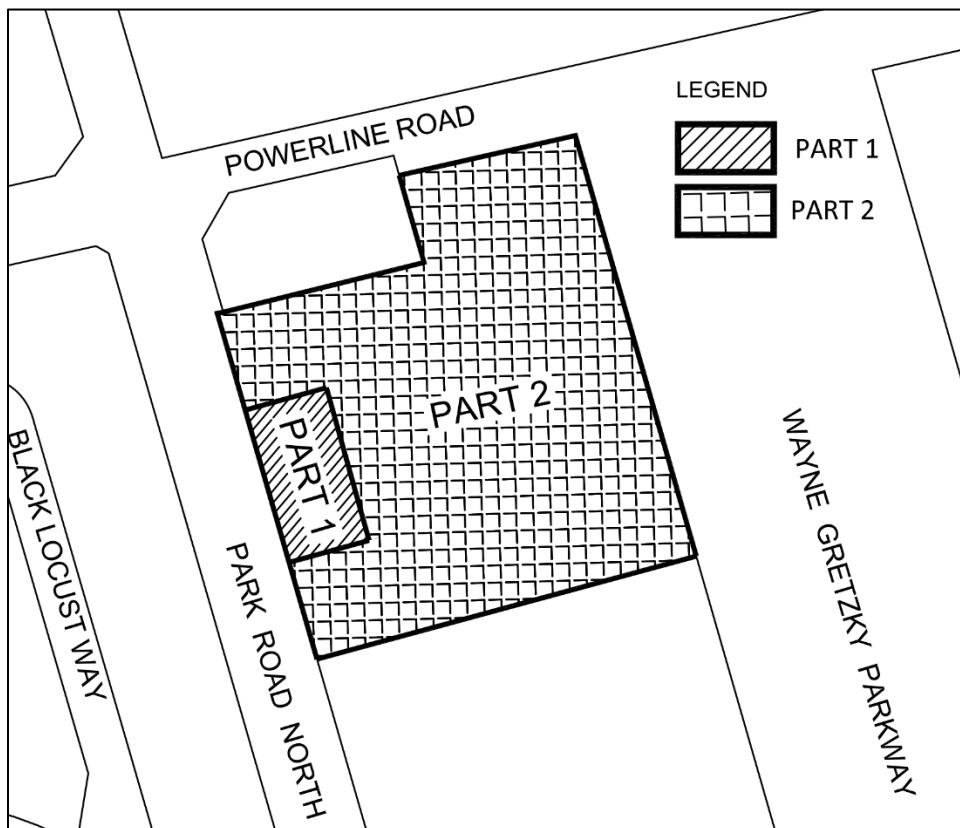 POWERLINE ROAD
LEGEND
PART 1
PART 2
PART 2
PART 1
BLACK LOCUST WAY
PARK ROAD NORTH
WAYNE GRETZKY PARKWAY